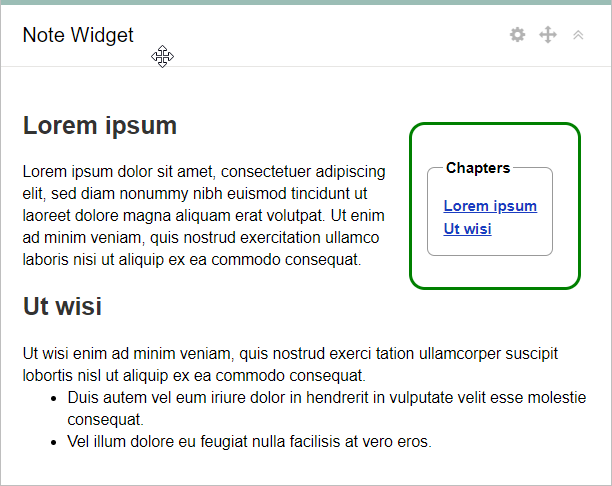 Note Widget
Lorem ipsum
Lorem ipsum dolor sit amet, consectetuer adipiscing
elit, sed diam nonummy nibh euismod tincidunt ut
laoreet dolore magna aliquam erat volutpat. Ut enim
ad minim veniam, quis nostrud exercitation ullamco
laboris nisi ut aliquip ex ea commodo consequat.
Chapters
Lorem ipsum
Ut wisi
Ut wisi
Ut wisi enim ad minim veniam, quis nostrud exerci tation ullamcorper suscipit
lobortis nisl ut aliquip ex ea commodo consequat.
• Duis autem vel eum iriure dolor in hendrerit in vulputate velit esse molestie
consequat.
• Vel illum dolore eu feugiat nulla facilisis at vero eros.